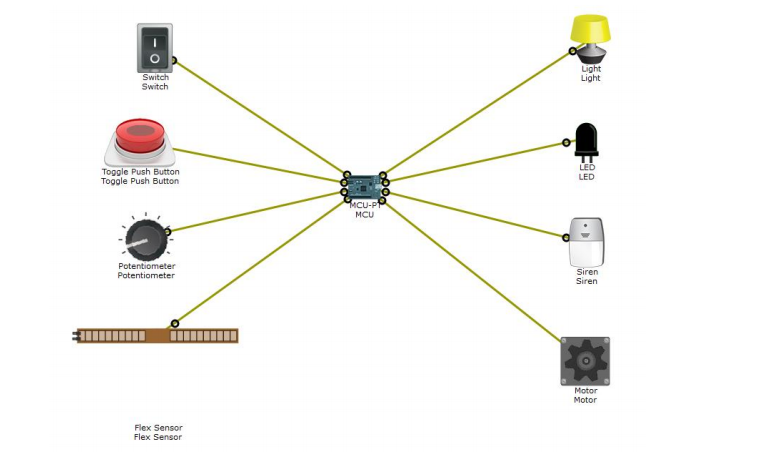 Switch
Switch
Light
Light
Toggle Push Button
Toggle Push Button
LED
LED
MCU-PT
MCU
Potentiometer
Potentiometer
Siren
Siren
Motor
Motor
Flex Sensor
Flex Sensor